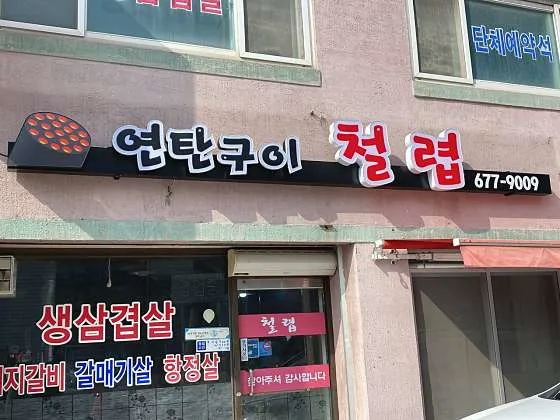 단체예약석
연탄구이 철렵 677-9009
생삼겹살
지갈비 갈매기살 항정살
철렵
찾아주셔 감사합니다